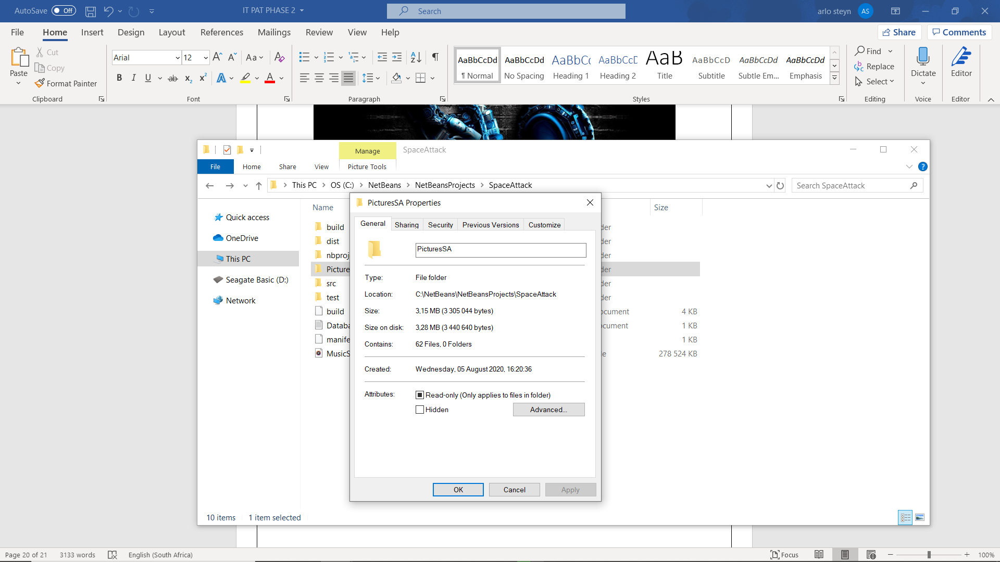 AutoSave Off
IT PAT PHASE 2
Search
arlo steyn AS
File Home Insert Design Layout References Mailings Review View Help
Share Comments
Paste
Cut
Copy
Format Painter
Clipboard
Arial 12
Font
Paragraph
AaBbCcDd AaBbCcDd AaBbCc AaBbCcD AaB AaBbCcD AaBbCcDd AaBbCcDd
¶ Normal No Spacing Heading 1 Heading 2 Title Subtitle Subtle Em... Emphasis
Styles
Find
Replace
Select
Editing
Dictate
Voice
Editor
Editor
Manage SpaceAttack
File Home Share View Picture Tools
This PC OS (C:) NetBeans NetBeansProjects SpaceAttack
Search SpaceAttack
Quick access
OneDrive
This PC
Seagate Basic (D:)
Network
Name Size
build der
dist der
nbproj der
Picture der
src der
test der
build ocument 4 KB
Databa ocument 1 KB
manife 1 KB
MusicS e 278 524 KB
PicturesSA Properties
General Sharing Security Previous Versions Customize
PicturesSA
Type: File folder
Location: C:\NetBeans\NetBeansProjects\SpaceAttack
Size: 3,15 MB (3 305 044 bytes)
Size on disk: 3,28 MB (3 440 640 bytes)
Contains: 62 Files, 0 Folders
Created: Wednesday, 05 August 2020, 16:20:36
Attributes: Read-only (Only applies to files in folder)
Hidden Advanced...
OK Cancel Apply
10 items 1 item selected
Page 20 of 21 3133 words English (South Africa) Focus 100%